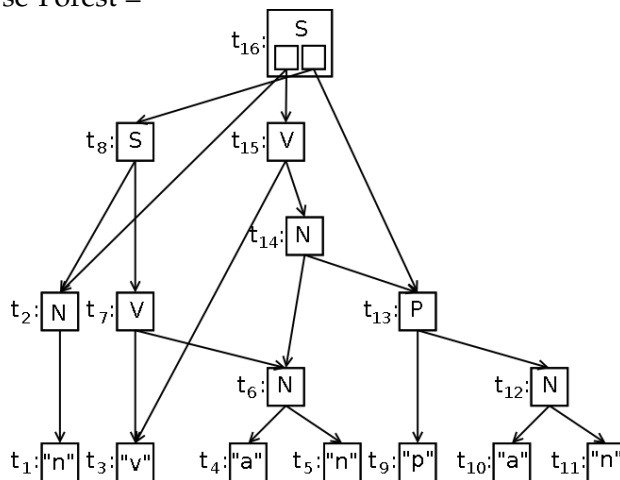 se Forest =
t16: S
t8: S t15: V
t14: N
t2: N t7: V t13: P
t6: N t12: N
t1: "n" t3: "v" t4: "a" t5: "n" t9: "p" t10: "a" t11: "n"